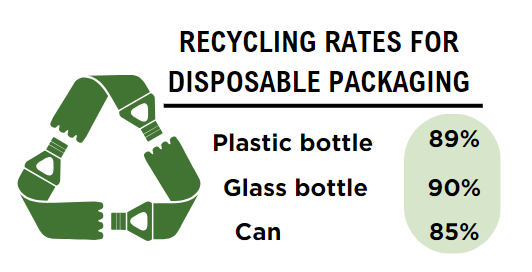 RECYCLING RATES FOR
DISPOSABLE PACKAGING
Plastic bottle 89%
Glass bottle 90%
Can 85%